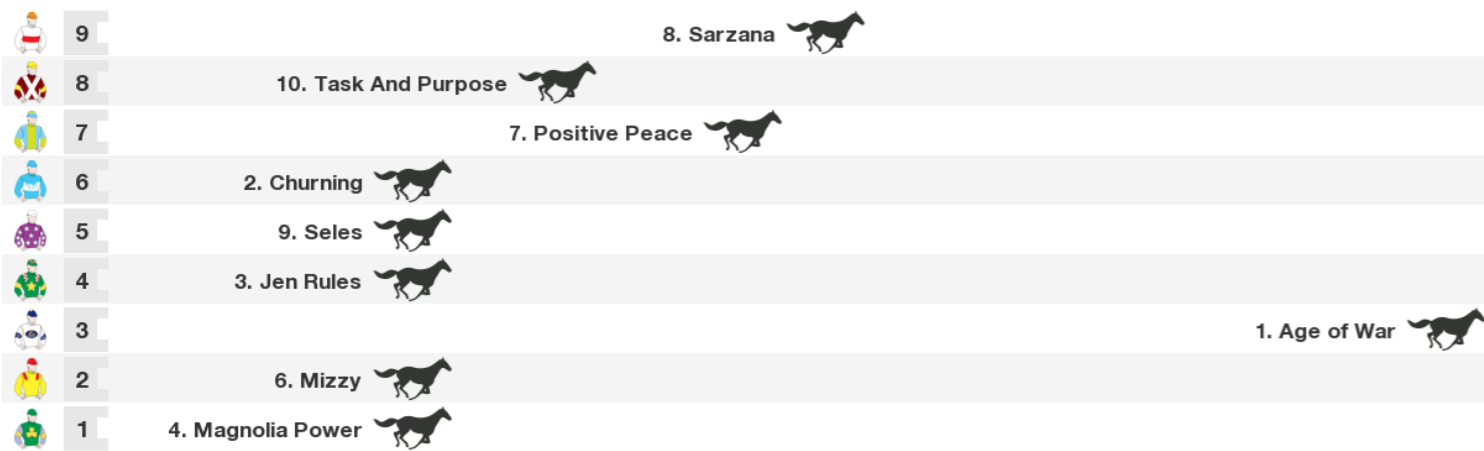 9 8. Sarzana
8 10. Task And Purpose
7 7. Positive Peace
6 2. Churning
5 9. Seles
4 3. Jen Rules
3 1. Age of War
2 6. Mizzy
1 4. Magnolia Power